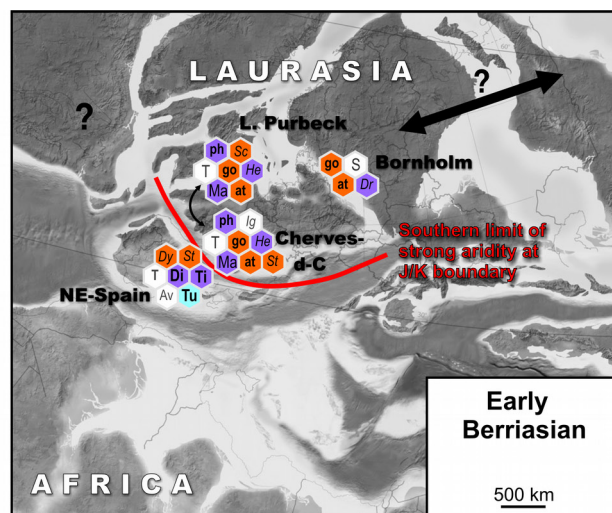 LAURASIA
?
?
L. Purbeck
ph Sc
T go He
Ma at
go S
at Dr
Bornholm
ph Ig
T go He
Ma at St
Cherves-
d-C
Southern limit of
strong aridity at
J/K boundary
Dy St
T Di Ti
Av Tu
NE-Spain
Early
Berriasian
500 km
AFRICA